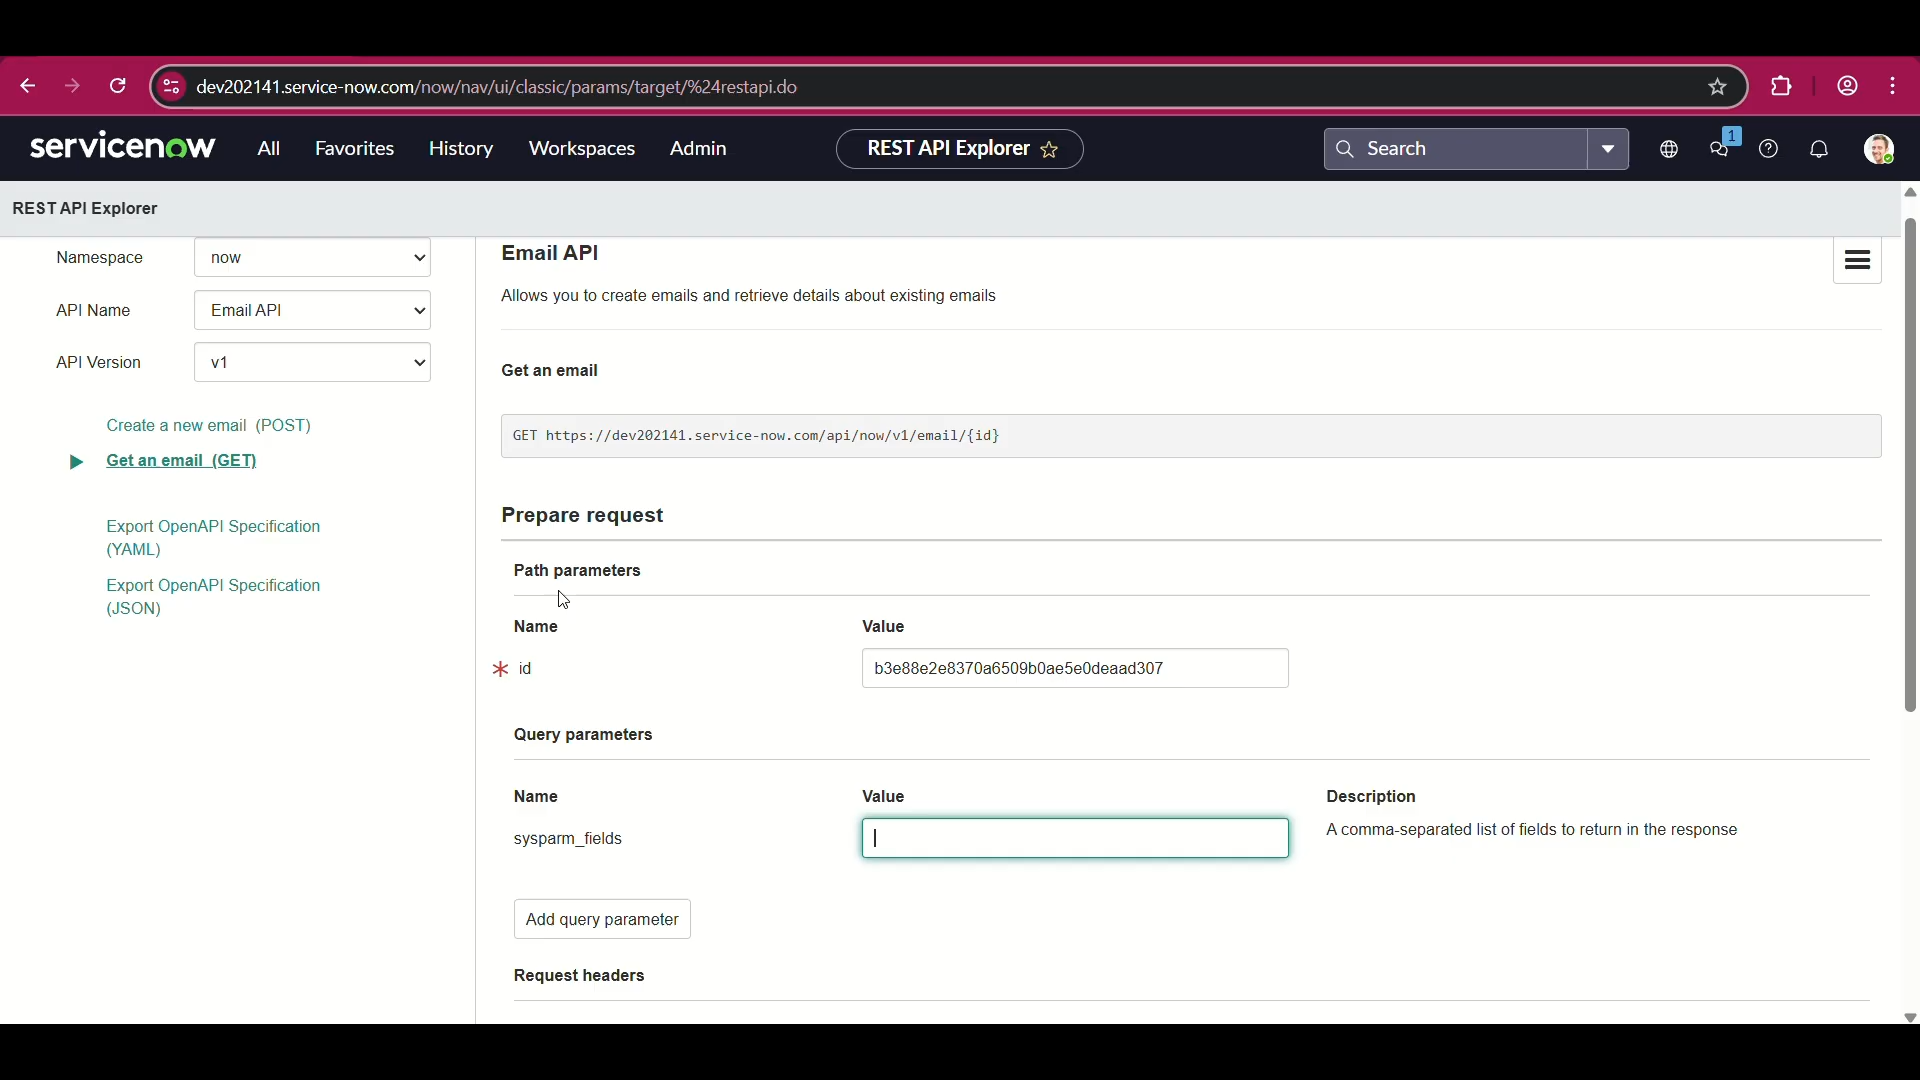 dev202141.service-now.com/now/nav/ui/classic/params/target/%24restapi.do
servicenow All Favorites History Workspaces Admin REST API Explorer Search 1
REST API Explorer
Namespace now
API Name Email API
API Version v1
Create a new email (POST)
Get an email (GET)
Export OpenAPI Specification
(YAML)
Export OpenAPI Specification
(JSON)
Email API
Allows you to create emails and retrieve details about existing emails
Get an email
GET https://dev202141.service-now.com/api/now/v1/email/{id}
Prepare request
Path parameters
Name Value
* id b3e88e2e8370a6509b0ae5e0deaad307
Query parameters
Name Value Description
sysparm_fields A comma-separated list of fields to return in the response
Add query parameter
Request headers